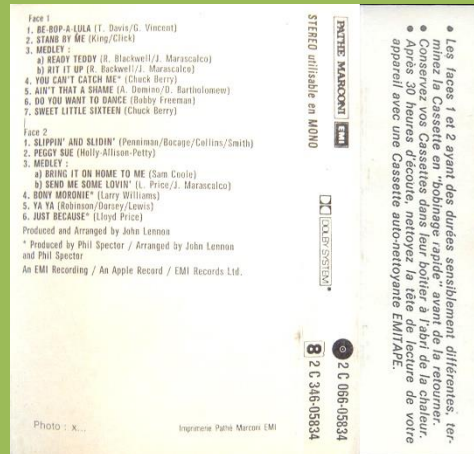 Face 1
1. BE-BOP-A-LULA (T. Davis/G. Vincent)
2. STANB BY ME (King/Click)
3. MEDLEY :
a) READY TEDDY (R. Blackwell/J. Marascalco)
b) RIT IT UP (R. Backwell/J. Marascalco)
4. YOU CAN'T CATCH ME* (Chuck Berry)
5. AIN'T THAT A SHAME (A. Domino/D. Bartholomew)
6. DO YOU WANT TO DANCE (Bobby Freeman)
7. SWEET LITTLE SIXTEEN (Chuck Berry)
Face 2
1. SLIPPIN' AND SLIDIN' (Penniman/Bocage/Collins/Smith)
2. PEGGY SUE (Holly-Allison-Petty)
3. MEDLEY :
a) BRING IT ON HOME TO ME (Sam Coole)
b) SEND ME SOME LOVIN' (L. Price/J. Marascalco)
4. BONY MORONIE* (Larry Williams)
5. YA YA (Robinson/Dorsey/Lewis)
6. JUST BECAUSE* (Lloyd Price)
Produced and Arranged by John Lennon
* Produced by Phil Spector / Arranged by John Lennon
and Phil Spector
An EMI Recording / An Apple Record / EMI Records Ltd.
Photo : x...
Imprimerie Pathé Marconi EMI
PATHE MARCONI EMI
STEREO utilisable en MONO
DOLBY SYSTEM
2 C 066-05834
8 2 C 346-05834
• Les faces 1 et 2 ayant des durées sensiblement différentes, ter-
minez la Cassette en "bobinage rapide" avant de la retourner.
• Conservez vos Cassettes dans leur boîtier à l'abri de la chaleur.
• Après 30 heures d'écoute, nettoyez la tête de lecture de votre
appareil avec une Cassette auto-nettoyante EMITAPE.